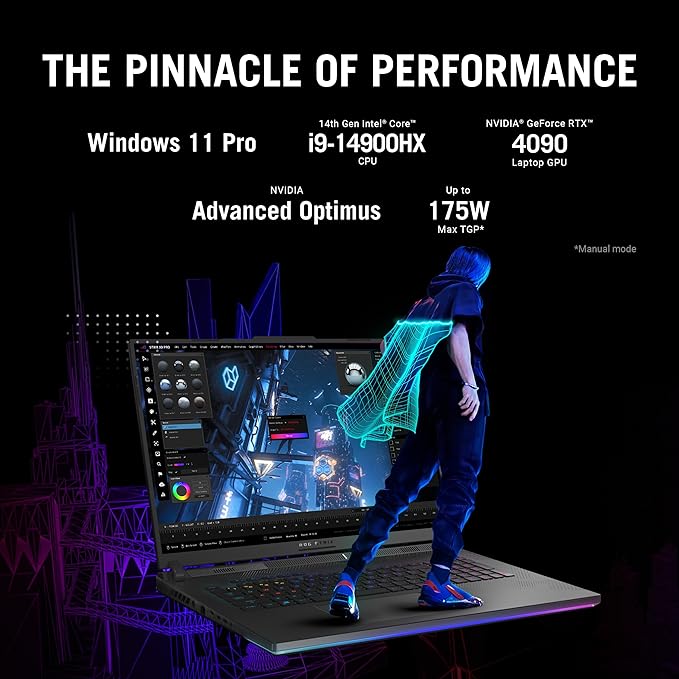 THE PINNACLE OF PERFORMANCE
Windows 11 Pro
14th Gen Intel® Core™
i9-14900HX
CPU
NVIDIA® GeForce RTX™
4090
Laptop GPU
NVIDIA
Advanced Optimus
Up to
175W
Max TGP*
*Manual mode